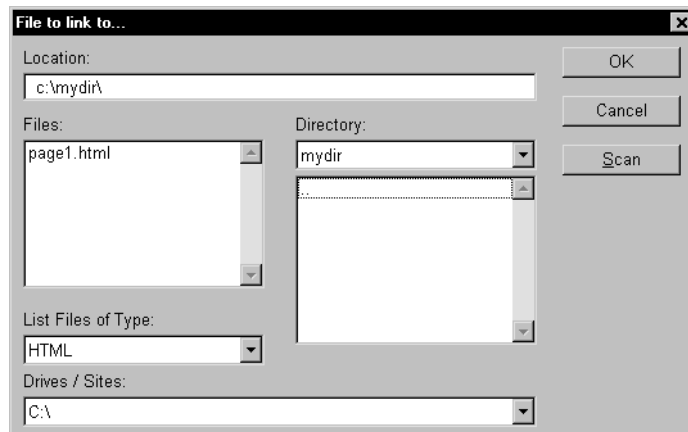 File to link to...
Location:
OK
c:\mydir\
Cancel
Files:
Directory:
page1.html
mydir
Scan
..
List Files of Type:
HTML
Drives / Sites:
C:\